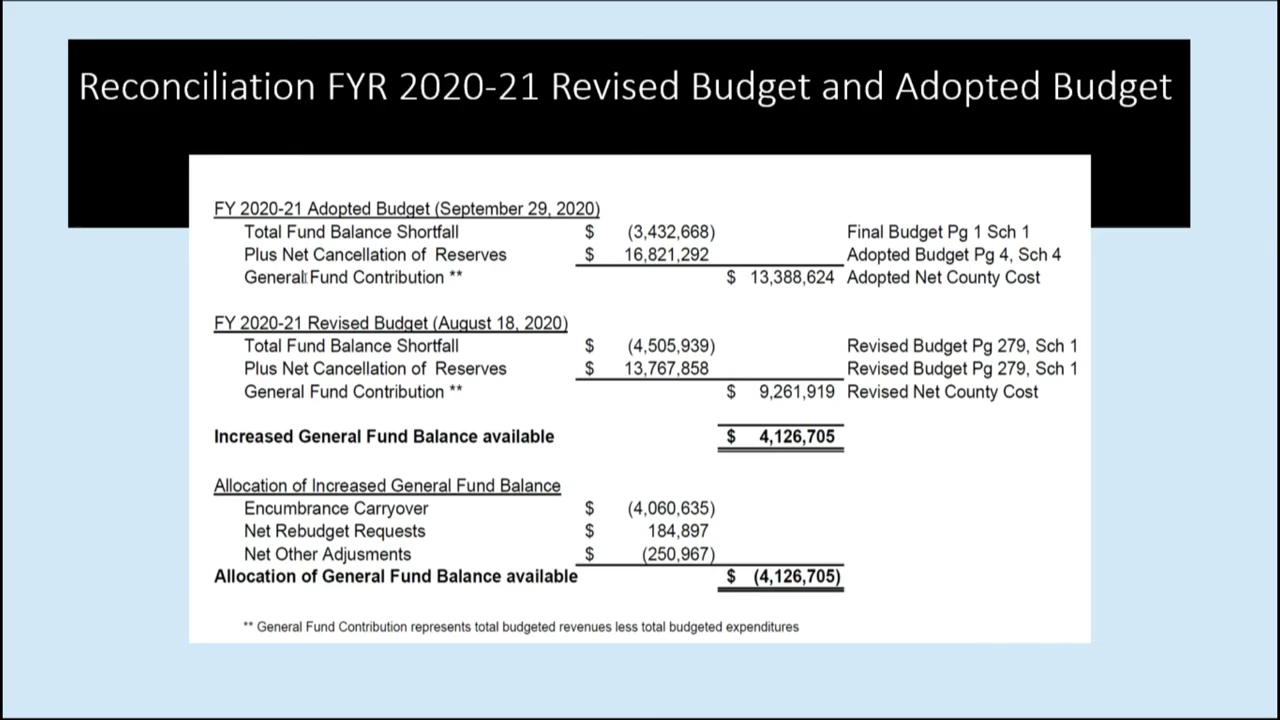 Reconciliation FYR 2020-21 Revised Budget and Adopted Budget
FY 2020-21 Adopted Budget (September 29, 2020)
Total Fund Balance Shortfall $ (3,432,668) Final Budget Pg 1 Sch 1
Plus Net Cancellation of Reserves $ 16,821,292 Adopted Budget Pg 4, Sch 4
General Fund Contribution ** $ 13,388,624 Adopted Net County Cost
FY 2020-21 Revised Budget (August 18, 2020)
Total Fund Balance Shortfall $ (4,505,939) Revised Budget Pg 279, Sch 1
Plus Net Cancellation of Reserves $ 13,767,858 Revised Budget Pg 279, Sch 1
General Fund Contribution ** $ 9,261,919 Revised Net County Cost
Increased General Fund Balance available $ 4,126,705
Allocation of Increased General Fund Balance
Encumbrance Carryover $ (4,060,635)
Net Rebudget Requests $ 184,897
Net Other Adjusments $ (250,967)
Allocation of General Fund Balance available $ (4,126,705)
** General Fund Contribution represents total budgeted revenues less total budgeted expenditures